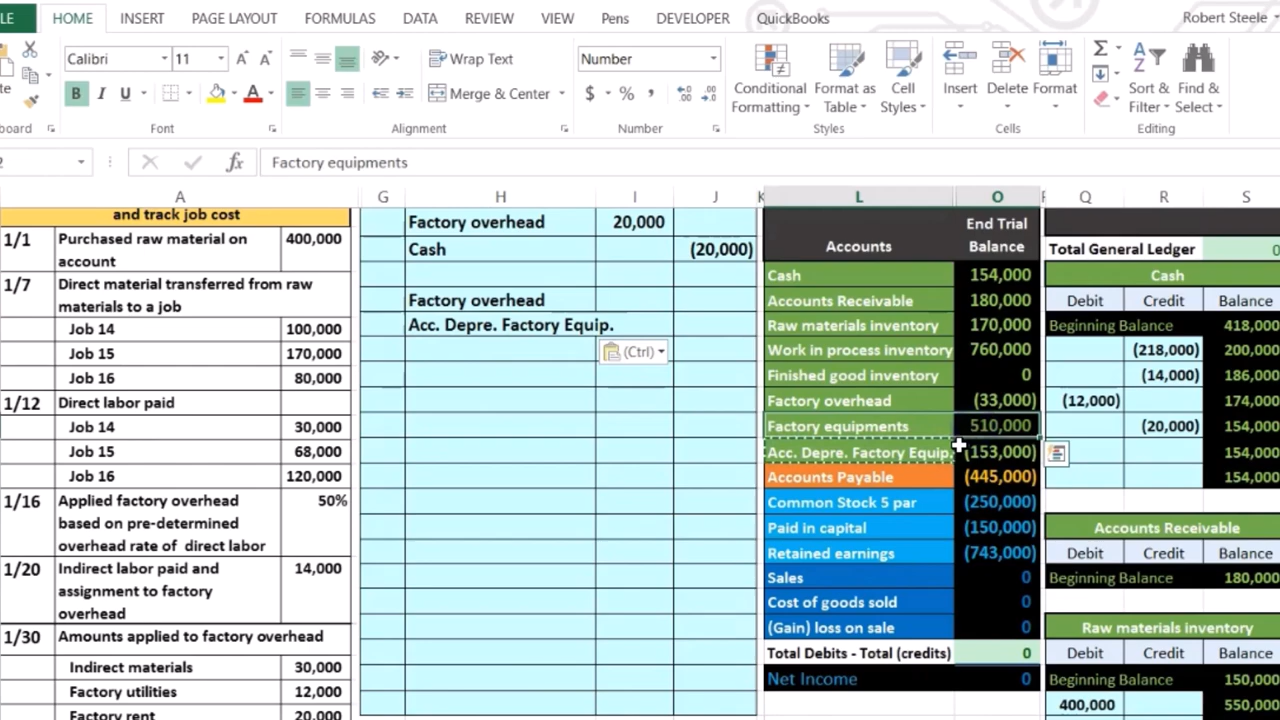 LE HOME INSERT PAGE LAYOUT FORMULAS DATA REVIEW VIEW Pens DEVELOPER QuickBooks Robert Steele
Calibri 11 A A Wrap Text Number
B I U A Merge & Center $ % , Conditional Formatting Format as Table Cell Styles Insert Delete Format Sort & Filter Find & Select
board Font Alignment Number Styles Cells Editing
2 fx Factory equipments
A G H I J K L O Q R S
and track job cost
1/1 Purchased raw material on 400,000
account
1/7 Direct material transferred from raw
materials to a job
Job 14 100,000
Job 15 170,000
Job 16 80,000
1/12 Direct labor paid
Job 14 30,000
Job 15 68,000
Job 16 120,000
1/16 Applied factory overhead 50%
based on pre-determined
overhead rate of direct labor
1/20 Indirect labor paid and 14,000
assignment to factory
overhead
1/30 Amounts applied to factory overhead
Indirect materials 30,000
Factory utilities 12,000
Factory rent 20,000
Factory overhead 20,000
Cash (20,000)
Factory overhead
Acc. Depre. Factory Equip.
(Ctrl)
Accounts End Trial Balance
Cash 154,000
Accounts Receivable 180,000
Raw materials inventory 170,000
Work in process inventory 760,000
Finished good inventory 0
Factory overhead (33,000)
Factory equipments 510,000
Acc. Depre. Factory Equip. (153,000)
Accounts Payable (445,000)
Common Stock 5 par (250,000)
Paid in capital (150,000)
Retained earnings (743,000)
Sales 0
Cost of goods sold 0
(Gain) loss on sale 0
Total Debits - Total (credits) 0
Net Income 0
Total General Ledger 0
Cash
Debit Credit Balance
Beginning Balance 418,000
(218,000) 200,000
(14,000) 186,000
(12,000) 174,000
(20,000) 154,000
154,000
154,000
Accounts Receivable
Debit Credit Balance
Beginning Balance 180,000
Raw materials inventory
Debit Credit Balance
Beginning Balance 150,000
400,000 550,000